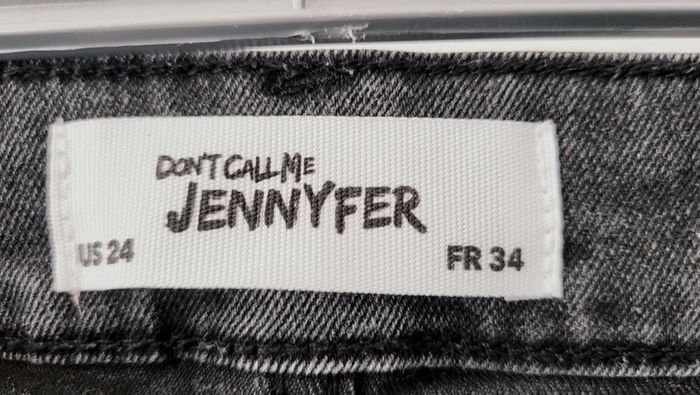 DON'T CALL ME
JENNYFER
US 24
FR 34